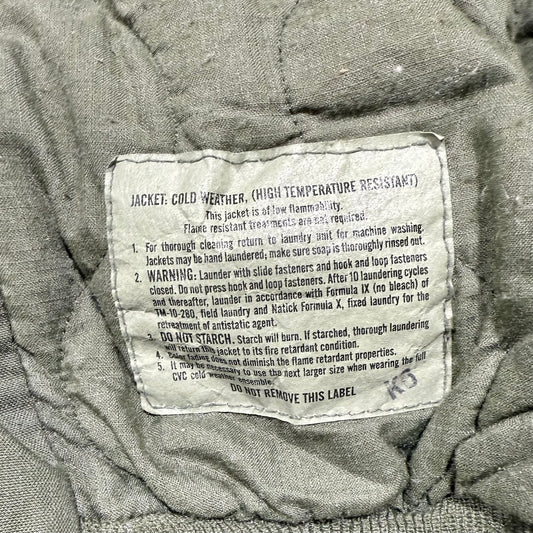 JACKET: COLD WEATHER, (HIGH TEMPERATURE RESISTANT)
This jacket is of low flammability.
Flame resistant treatments are not required.
1. For thorough cleaning return to laundry unit for machine washing.
Jackets may be hand laundered; make sure soap is thoroughly rinsed out.
2. WARNING: Launder with slide fasteners and hook and loop fasteners
closed. Do not press hook and loop fasteners. After 10 laundering cycles
and thereafter, launder in accordance with Formula IX (no bleach) of
TM-10-280, field laundry and Natick Formula X, fixed laundry for the
retreatment of antistatic agent.
3. DO NOT STARCH. Starch will burn. If starched, thorough laundering
will return this jacket to its fire retardant condition.
4. Color fading does not diminish the flame retardant properties.
5. It may be necessary to use the next larger size when wearing the full
CVC cold weather ensemble.
DO NOT REMOVE THIS LABEL
K6